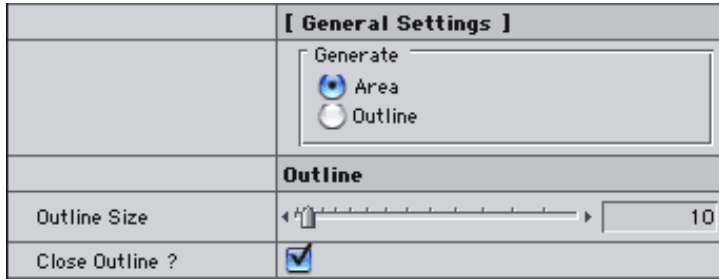 [ General Settings ]
Generate
Area
Outline
Outline
Outline Size 10
Close Outline ?